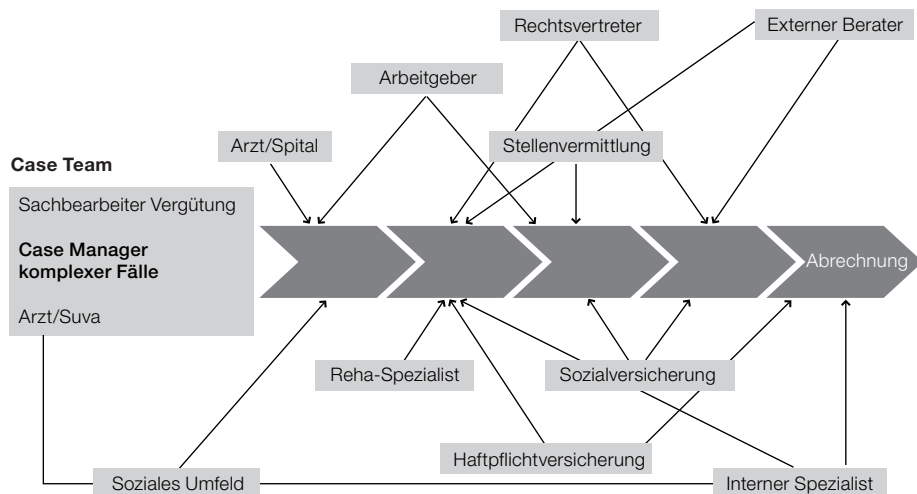 Rechtsvertreter
Externer Berater
Arbeitgeber
Arzt/Spital
Stellenvermittlung
Case Team
Sachbearbeiter Vergütung
Case Manager
komplexer Fälle
Arzt/Suva
Abrechnung
Reha-Spezialist
Sozialversicherung
Haftpflichtversicherung
Soziales Umfeld
Interner Spezialist